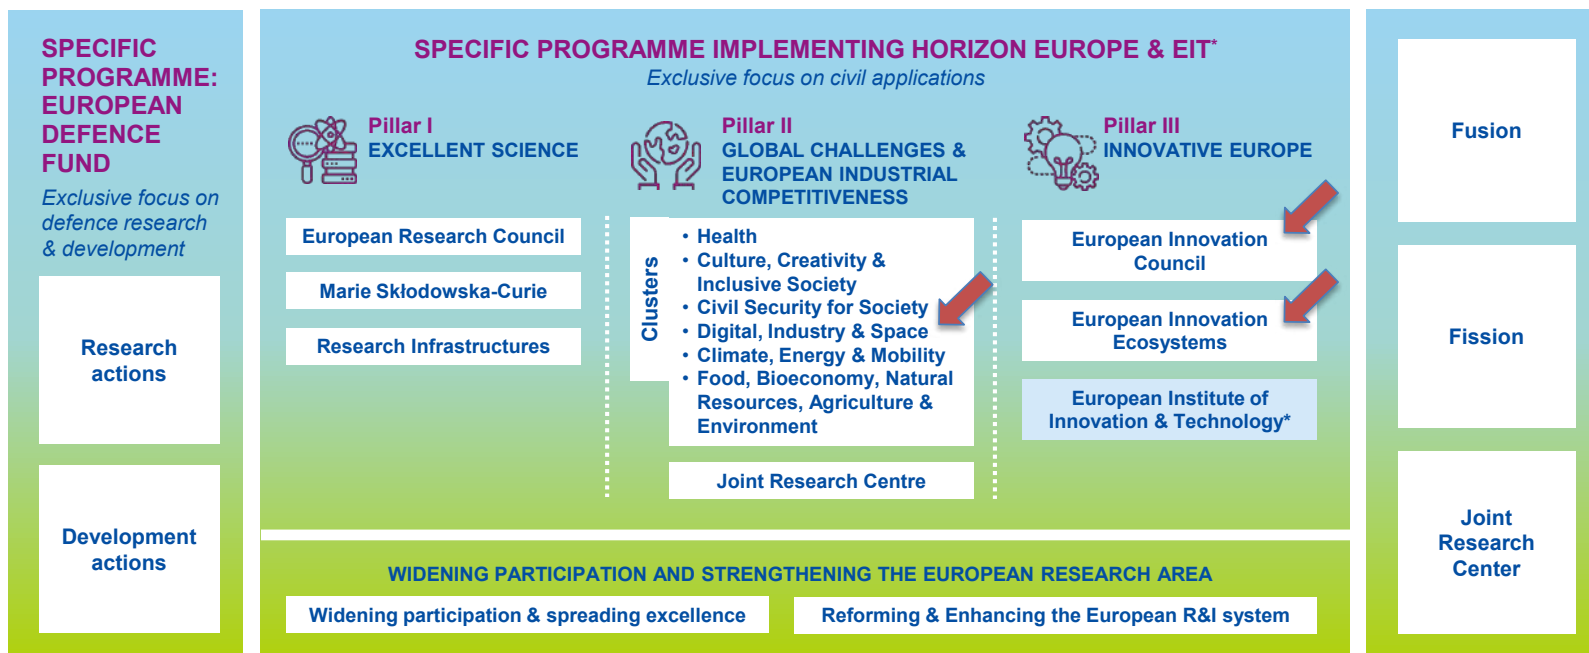 SPECIFIC
PROGRAMME:
EUROPEAN
DEFENCE
FUND
Exclusive focus on
defence research
& development
Research
actions
Development
actions
SPECIFIC PROGRAMME IMPLEMENTING HORIZON EUROPE & EIT*
Exclusive focus on civil applications
Pillar I
EXCELLENT SCIENCE
European Research Council
Marie Skłodowska-Curie
Research Infrastructures
Pillar II
GLOBAL CHALLENGES &
EUROPEAN INDUSTRIAL
COMPETITIVENESS
Clusters
• Health
• Culture, Creativity &
Inclusive Society
• Civil Security for Society
• Digital, Industry & Space
• Climate, Energy & Mobility
• Food, Bioeconomy, Natural
Resources, Agriculture &
Environment
Joint Research Centre
Pillar III
INNOVATIVE EUROPE
European Innovation
Council
European Innovation
Ecosystems
European Institute of
Innovation & Technology*
WIDENING PARTICIPATION AND STRENGTHENING THE EUROPEAN RESEARCH AREA
Widening participation & spreading excellence
Reforming & Enhancing the European R&I system
Fusion
Fission
Joint
Research
Center